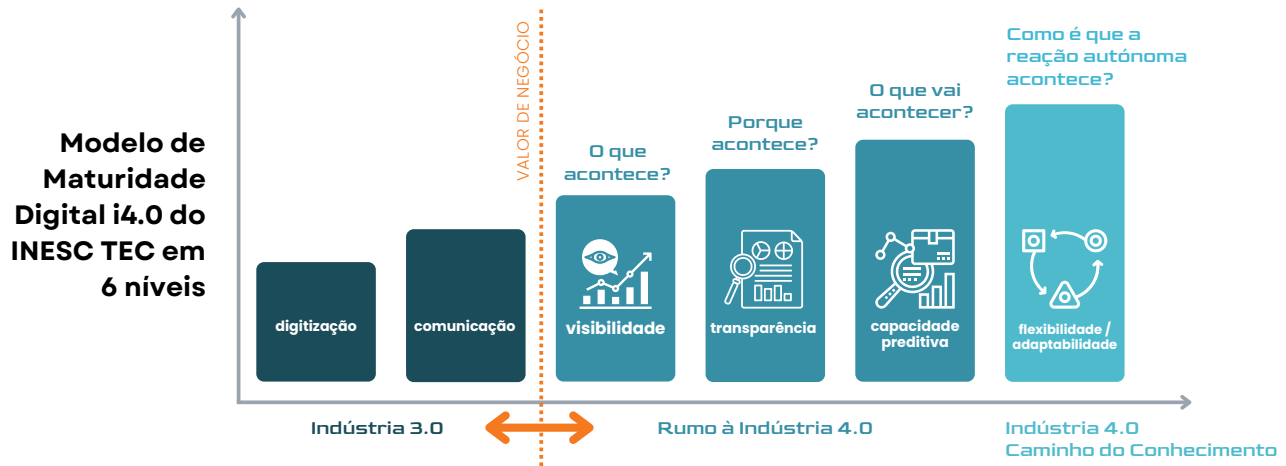 Modelo de
Maturidade
Digital i4.0 do
INESC TEC em
6 níveis
VALOR DE NEGÓCIO
O que
acontece?
Porque
acontece?
O que vai
acontecer?
Como é que a
reação autónoma
acontece?
digitização
comunicação
visibilidade
transparência
capacidade
preditiva
flexibilidade /
adaptabilidade
Indústria 3.0
Rumo à Indústria 4.0
Indústria 4.0
Caminho do Conhecimento